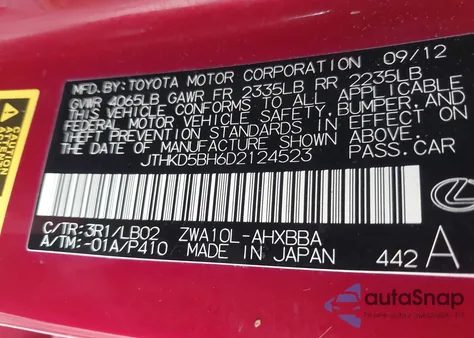 09/12
MFD. BY: TOYOTA MOTOR CORPORATION
GVWR 4065LB GAWR FR 2335LB RR 2235LB
THIS VEHICLE CONFORMS TO ALL APPLICABLE
FEDERAL MOTOR VEHICLE SAFETY, BUMPER, AND
THEFT PREVENTION STANDARDS IN EFFECT ON
THE DATE OF MANUFACTURE SHOWN ABOVE.
JTHKD5BH6D2124523 PASS.CAR
C/TR: 3R1/LB02 ZWA10L-AHXBBA
A/TM: -01A/P410 MADE IN JAPAN
442 A
autoSnap